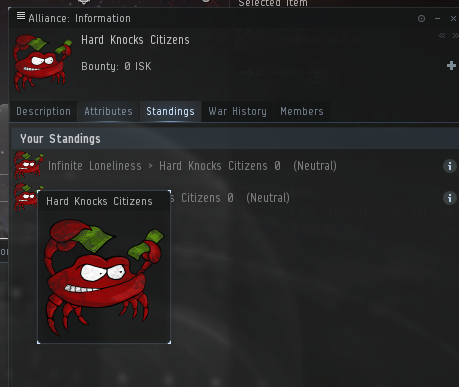 Selected Item
Alliance: Information
Hard Knocks Citizens
Bounty: 0 ISK
Description Attributes Standings War History Members
Your Standings
Infinite Loneliness > Hard Knocks Citizens 0 (Neutral)
Hard Knocks Citizens
Citizens 0 (Neutral)